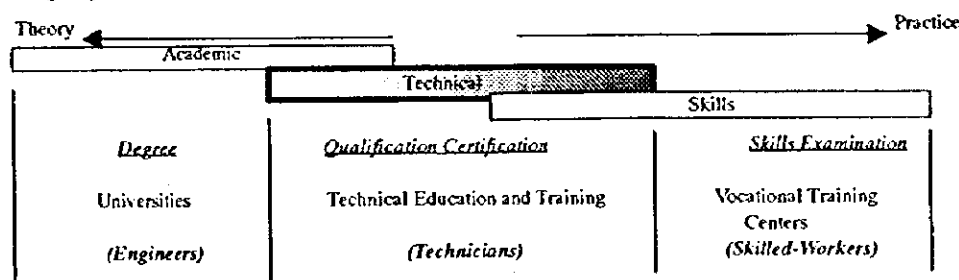 Theory Practice
Academic
Technical
Skills
Degree Qualification Certification Skills Examination
Universities Technical Education and Training Vocational Training
Centers
(Engineers) (Technicians) (Skilled-Workers)